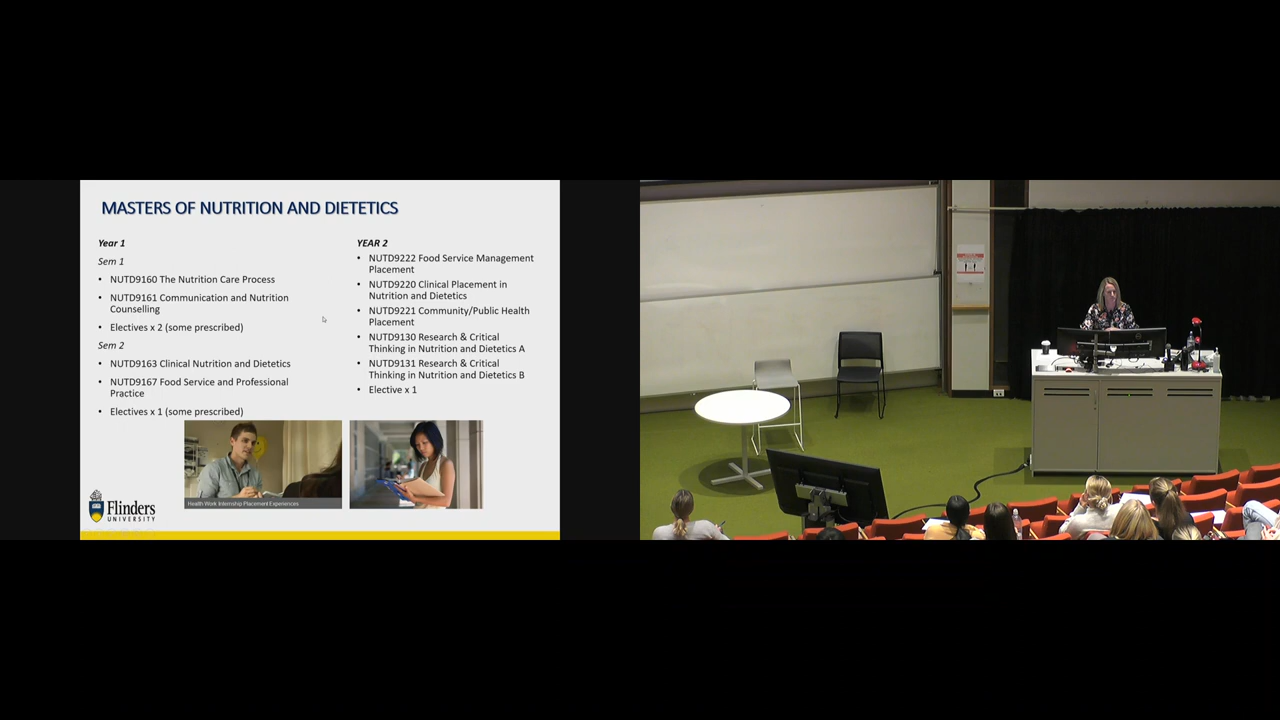 MASTERS OF NUTRITION AND DIETETICS
Year 1
Sem 1
• NUTD9160 The Nutrition Care Process
• NUTD9161 Communication and Nutrition
Counselling
• Electives x 2 (some prescribed)
Sem 2
• NUTD9163 Clinical Nutrition and Dietetics
• NUTD9167 Food Service and Professional
Practice
• Electives x 1 (some prescribed)
YEAR 2
• NUTD9222 Food Service Management
Placement
• NUTD9220 Clinical Placement in
Nutrition and Dietetics
• NUTD9221 Community/Public Health
Placement
• NUTD9130 Research & Critical
Thinking in Nutrition and Dietetics A
• NUTD9131 Research & Critical
Thinking in Nutrition and Dietetics B
• Elective x 1
Health Work Internship Placement Experiences
Flinders
UNIVERSITY